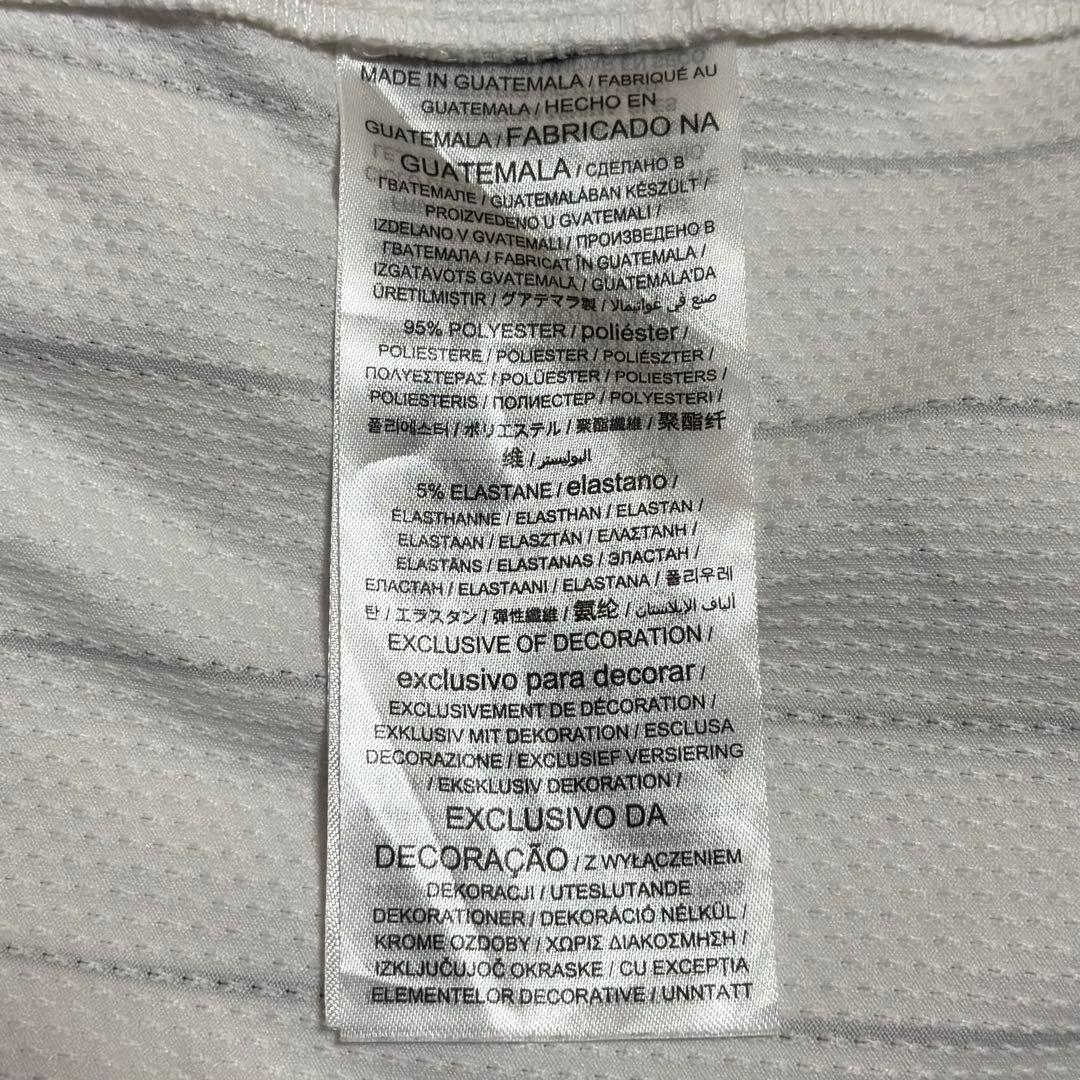 MADE IN GUATEMALA / FABRIQUÉ AU
GUATEMALA / HECHO EN
GUATEMALA / FABRICADO NA
GUATEMALA / СДЕЛАНО В
ГВАТЕМАЛЕ / GUATEMALÁBAN KÉSZÜLT /
PROIZVEDENO U GVATEMALI /
IZDELANO V GVATEMALI / ПРОИЗВЕДЕНО В
ГВАТЕМАЛА / FABRICAT ÎN GUATEMALA /
IZGATAVOTS GVATEMALĀ / GUATEMALA'DA
ÜRETILMISTIR / グアテマラ製 / صنع في غواتيمالا
95% POLYESTER / poliéster /
POLIESTERE / POLIESTER / POLIÉSZTER /
ΠΟΛΥΕΣΤΕΡΑΣ / POLÜESTER / POLIESTERS /
POLIESTERIS / ПОЛИЕСТЕР / POLYESTERI /
폴리에스터 / ポリエステル / 聚酯纖維 / 聚酯纤
维 / البوليستر
5% ELASTANE / elastano /
ÉLASTHANNE / ELASTHAN / ELASTAN /
ELASTAAN / ELASZTÁN / ΕΛΑΣΤΑΝΗ /
ELASTĀNS / ELASTANAS / ЭЛАСТАН /
ЕЛАСТАН / ELASTAANI / ELASTANA / 폴리우레
탄 / エラスタン / 彈性纖維 / 氨纶 / ألياف الإيلاستان
EXCLUSIVE OF DECORATION /
exclusivo para decorar /
EXCLUSIVEMENT DE DÉCORATION /
EXKLUSIV MIT DEKORATION / ESCLUSA
DECORAZIONE / EXCLUSIEF VERSIERING
/ EKSKLUSIV DEKORATION /
EXCLUSIVO DA
DECORAÇÃO / Z WYŁĄCZENIEM
DEKORACJI / UTESLUTANDE
DEKORATIONER / DEKORÁCIÓ NÉLKÜL /
KROME OZDOBY / ΧΩΡΙΣ ΔΙΑΚΟΣΜΗΣΗ /
IZKLJUČUJOČ OKRASKE / CU EXCEPȚIA
ELEMENTELOR DECORATIVE / UNNTATT